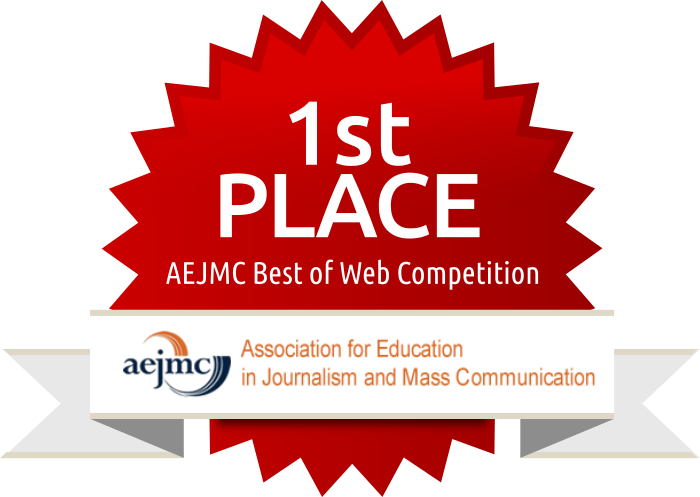 1st
PLACE
AEJMC Best of Web Competition
aejmc
Association for Education
in Journalism and Mass Communication